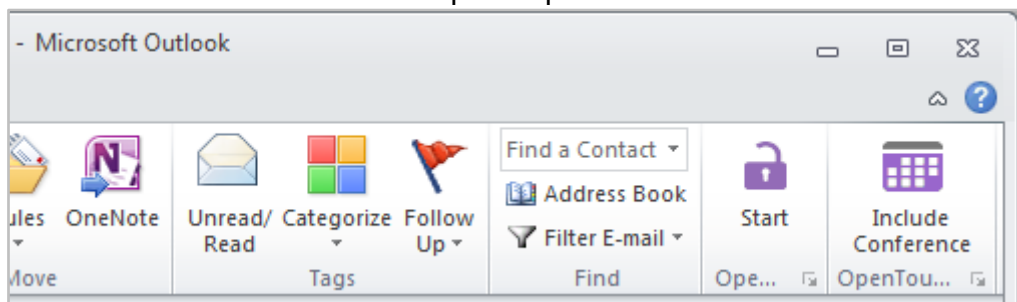 - Microsoft Outlook
Find a Contact
Address Book
Filter E-mail
ules
OneNote
Unread/
Read
Categorize
Follow
Up
Start
Include
Conference
Move
Tags
Find
Ope...
OpenTou...